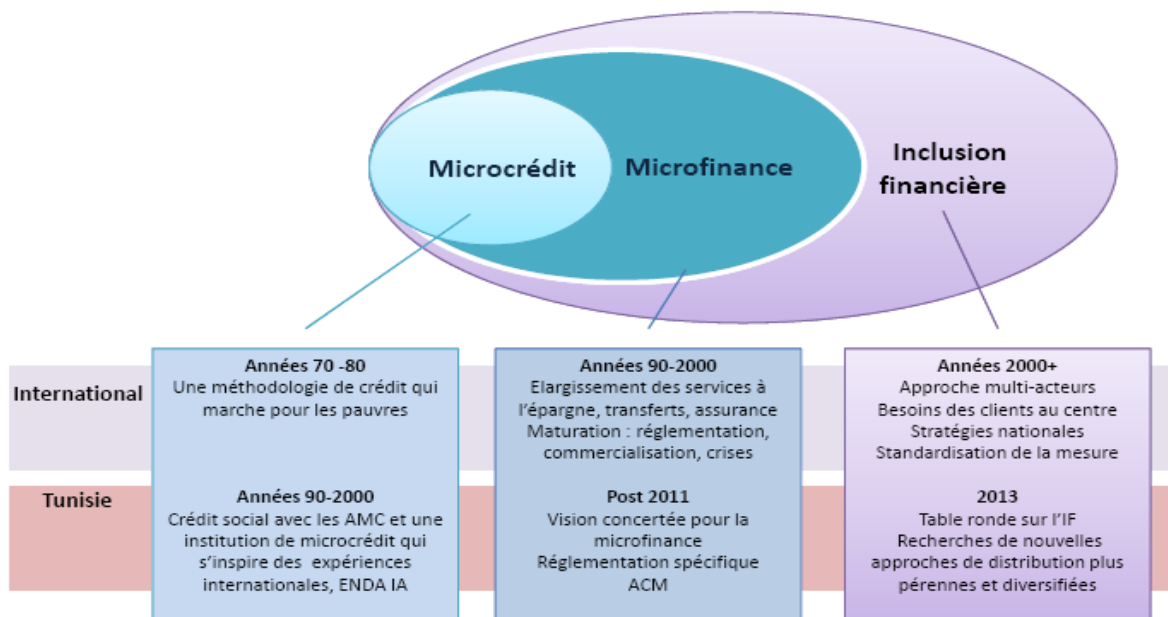 Microcrédit
Microfinance
Inclusion
financière
International
Années 70 -80
Une méthodologie de crédit qui
marche pour les pauvres
Années 90-2000
Elargissement des services à
l’épargne, transferts, assurance
Maturation : réglementation,
commercialisation, crises
Années 2000+
Approche multi-acteurs
Besoins des clients au centre
Stratégies nationales
Standardisation de la mesure
Tunisie
Années 90-2000
Crédit social avec les AMC et une
institution de microcrédit qui
s’inspire des expériences
internationales, ENDA IA
Post 2011
Vision concertée pour la
microfinance
Réglementation spécifique
ACM
2013
Table ronde sur l’IF
Recherches de nouvelles
approches de distribution plus
pérennes et diversifiées